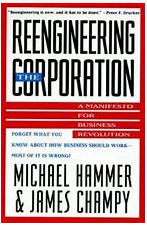 "Reengineering is new, and it has to be done." —Peter F. Drucker
REENGINEERING
THE
CORPORATION
A MANIFESTO
FOR
BUSINESS
REVOLUTION
FORGET WHAT YOU
KNOW ABOUT HOW BUSINESS SHOULD WORK—
MOST OF IT IS WRONG!
MICHAEL HAMMER
& JAMES CHAMPY